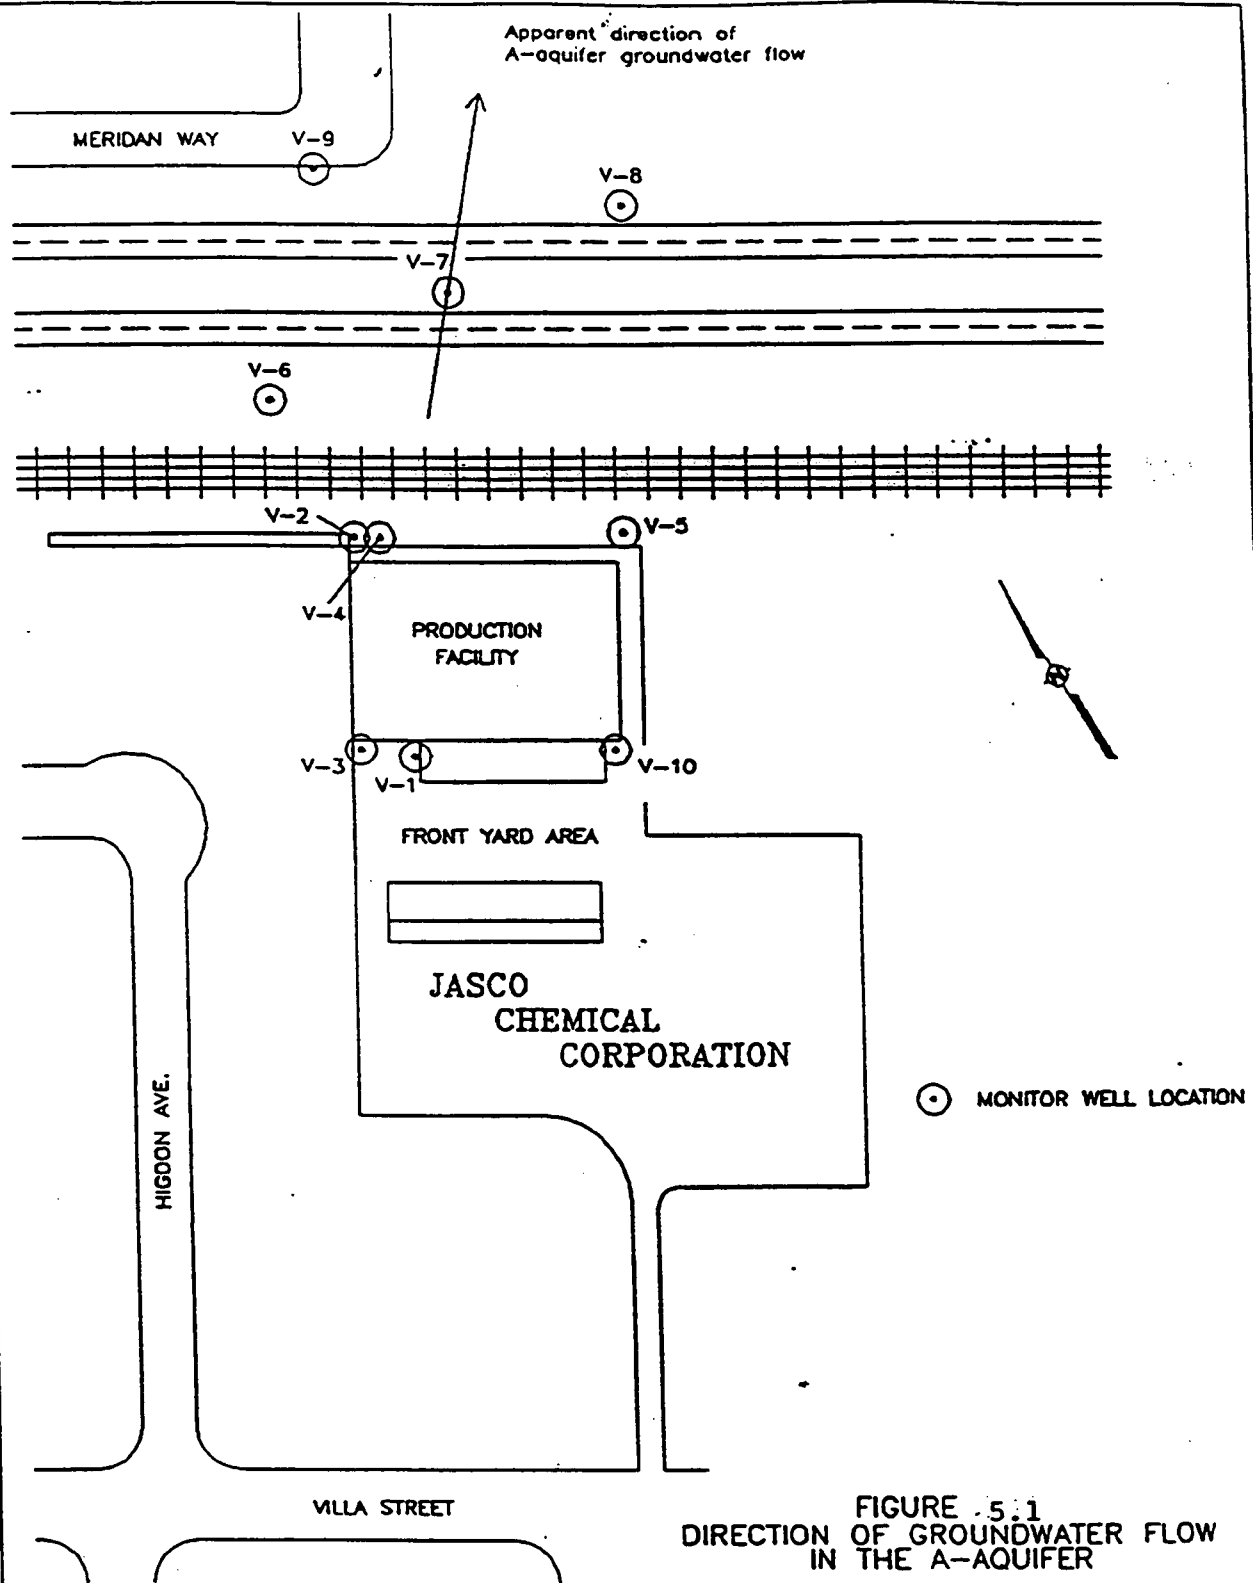 Apparent direction of
A-aquifer groundwater flow
MERIDAN WAY
V-9
V-8
V-7
V-6
V-2
V-5
V-4
PRODUCTION
FACILITY
V-3
V-1
V-10
FRONT YARD AREA
JASCO
CHEMICAL
CORPORATION
MONITOR WELL LOCATION
HIGDON AVE.
VILLA STREET
FIGURE 5.1
DIRECTION OF GROUNDWATER FLOW
IN THE A-AQUIFER